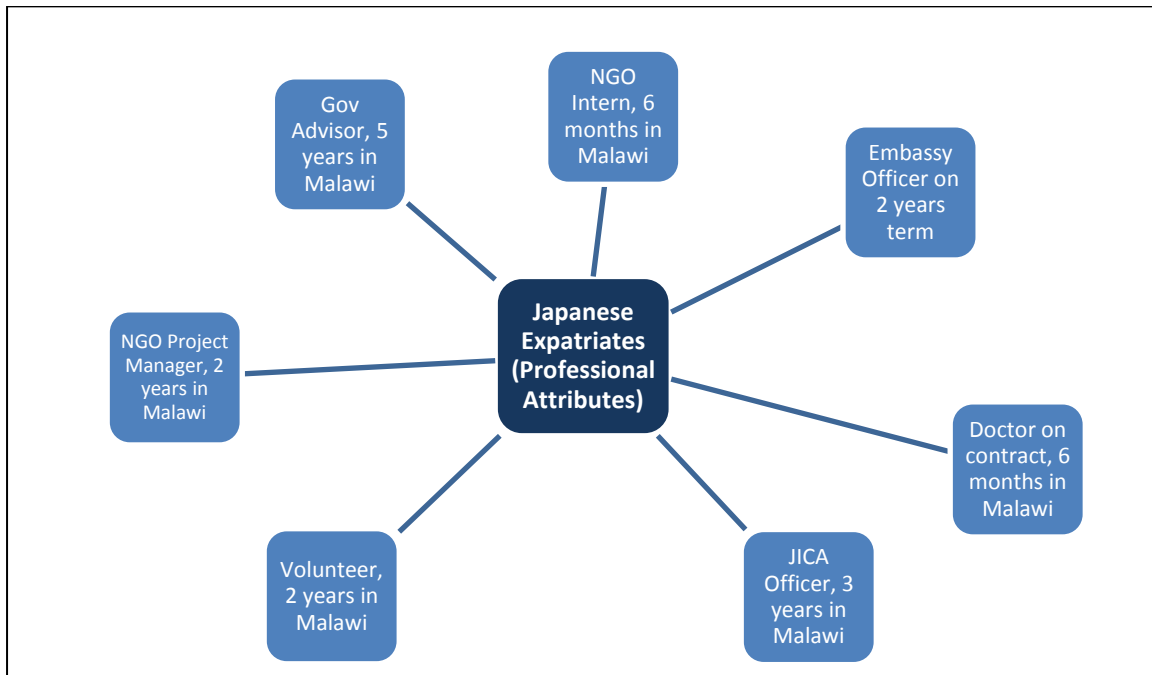 NGO
Intern, 6
months in
Malawi
Gov
Advisor, 5
years in
Malawi
Embassy
Officer on
2 years
term
Japanese
Expatriates
(Professional
Attributes)
NGO Project
Manager, 2
years in
Malawi
Doctor on
contract, 6
months in
Malawi
Volunteer,
2 years in
Malawi
JICA
Officer, 3
years in
Malawi